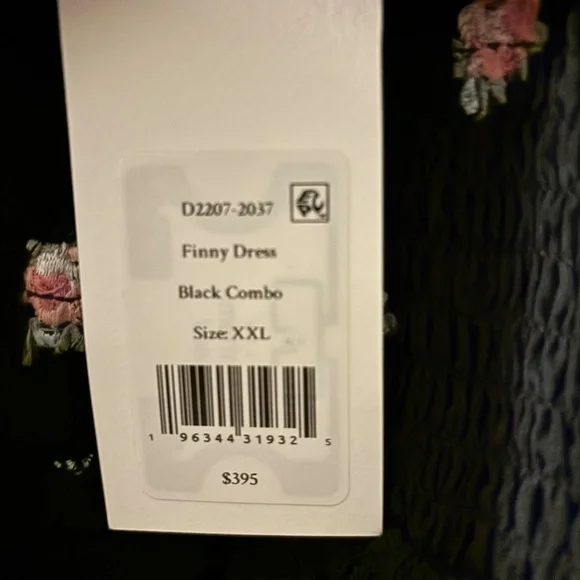 D2207-2037
Finny Dress
Black Combo
Size: XXL
1 96344 31932 5
$395